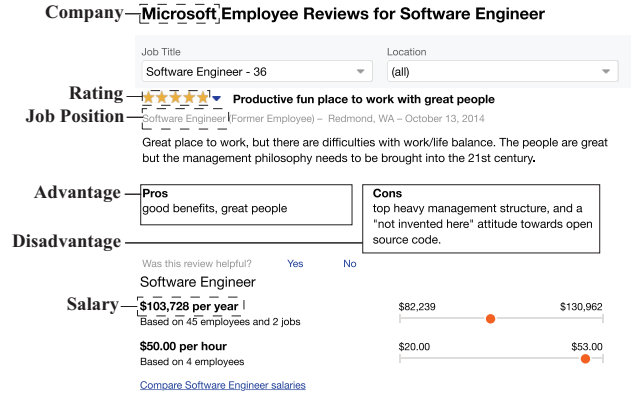 Company Microsoft Employee Reviews for Software Engineer
Job Title Location
Software Engineer - 36 (all)
Rating Productive fun place to work with great people
Job Position Software Engineer (Former Employee) – Redmond, WA – October 13, 2014
Great place to work, but there are difficulties with work/life balance. The people are great
but the management philosophy needs to be brought into the 21st century.
Advantage Pros Cons
good benefits, great people top heavy management structure, and a
"not invented here" attitude towards open
Disadvantage source code.
Was this review helpful? Yes No
Software Engineer
Salary $103,728 per year $82,239 $130,962
Based on 45 employees and 2 jobs
$50.00 per hour $20.00 $53.00
Based on 4 employees
Compare Software Engineer salaries